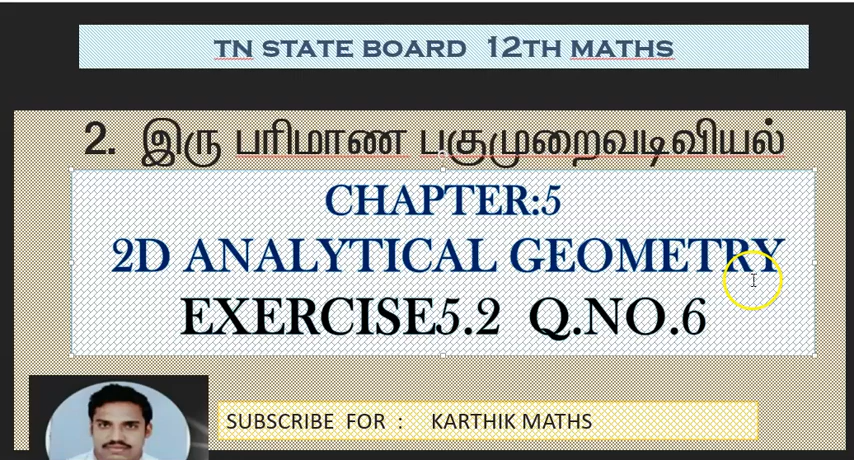 TN STATE BOARD 12TH MATHS
2. இரு பரிமாண பகுமுறைவடிவியல்
CHAPTER:5
2D ANALYTICAL GEOMETRY
EXERCISE5.2 Q.NO.6
SUBSCRIBE FOR : KARTHIK MATHS